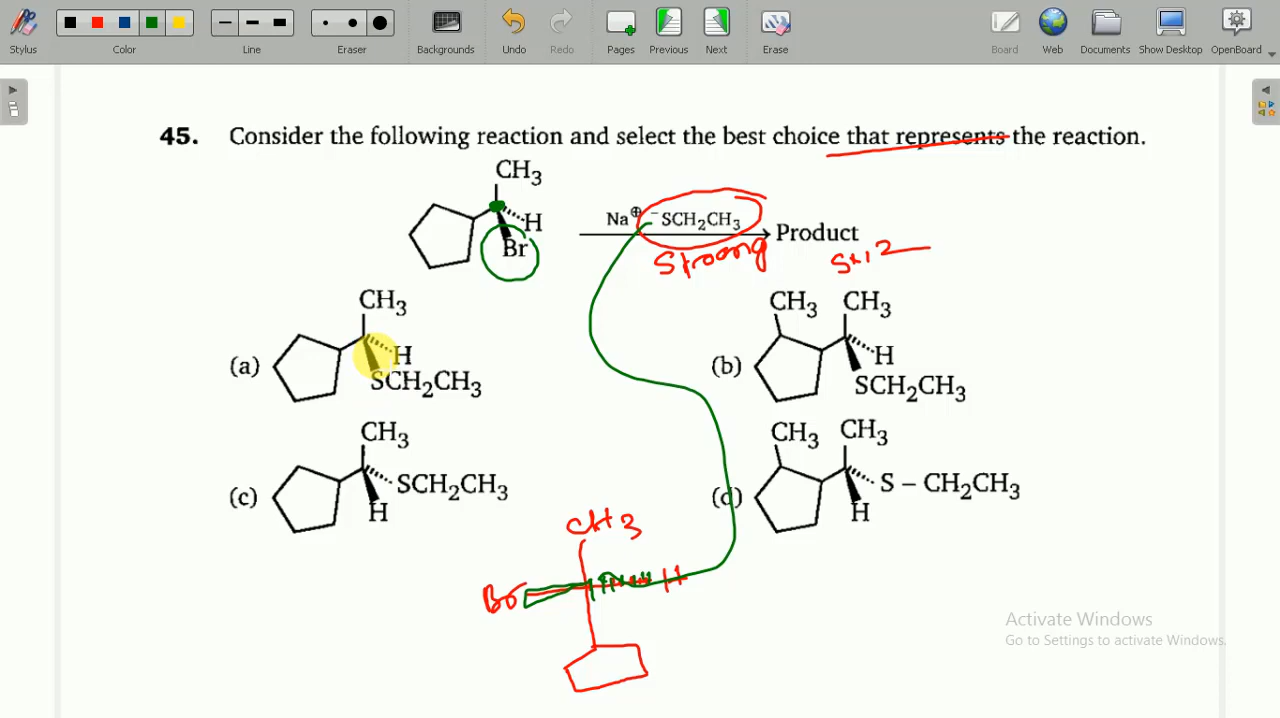 Stylus Color Line Eraser Backgrounds Undo Redo Pages Previous Next Erase Board Web Documents Show Desktop OpenBoard
45. Consider the following reaction and select the best choice that represents the reaction.
CH3
H
Br
Na⊕ ⁻SCH2CH3
Product
Strong
SN2
(a)
CH3
H
SCH2CH3
(b)
CH3 CH3
H
SCH2CH3
(c)
CH3
SCH2CH3
H
(d)
CH3 CH3
S – CH2CH3
H
CH3
Br
H
Activate Windows
Go to Settings to activate Windows.